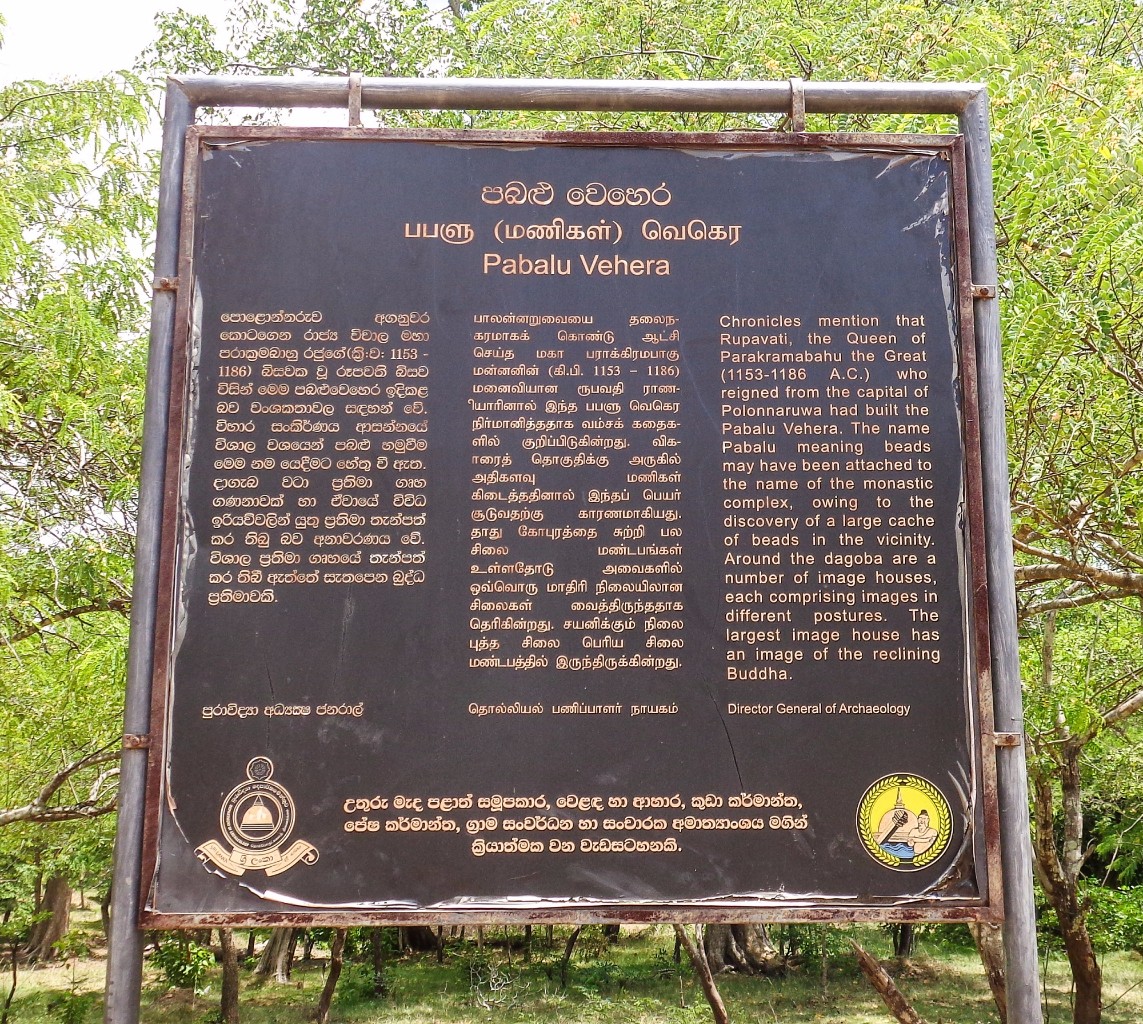 පබළු වෙහෙර
பபளு (மணிகள்) வெகெர
Pabalu Vehera
පොළොන්නරුව අගනුවර
කොටගෙන රාජ්‍ය විචාල මහා
පරාක්‍රමබාහු රජුගේ(ක්‍රි:ව: 1153 -
1186) බිසවක වූ රූපවතී බිසව
විසින් මෙම පබළුවෙහෙර ඉදිකළ
බව වංශකතාවල සඳහන් වේ.
විහාර සංකීර්ණය ආසන්නයේ
විශාල වශයෙන් පබළු හමුවීම
මෙම නම යෙදීමට හේතු වී ඇත.
දාගැබ වටා ප්‍රතිමා ගෘහ
ගණනාවක් හා ඒවායේ විවිධ
ඉරියව්වලින් යුතු ප්‍රතිමා තැන්පත්
කර තිබූ බව අනාවරණය වේ.
විශාල ප්‍රතිමා ගෘහයේ තැන්පත්
කර තිබී ඇත්තේ සැතපෙන බුද්ධ
ප්‍රතිමාවකි.
පුරාවිද්‍යා අධ්‍යක්ෂ ජනරාල්
பாலன்னறுவையை தலைந-
கரமாகக் கொண்டு ஆட்சி
செய்த மகா பராக்கிரமபாகு
மன்னனின் (கி.பி. 1153 – 1186)
மனைவியான ரூபவதி ராண-
ியாரினால் இந்த பபளு வெகெர
நிர்மானித்ததாக வம்சக் கதைக-
ளில் குறிப்பிடுகின்றது. விக-
ாரைத் தொகுதிக்கு அருகில்
அதிகளவு மணிகள்
கிடைத்ததினால் இந்தப் பெயர்
சூடுவதற்கு காரணமாகியது.
தாது கோபுரத்தை சுற்றி பல
சிலை மண்டபங்கள்
உள்ளதோடு அவைகளில்
ஒவ்வொரு மாதிரி நிலையிலான
சிலைகள் வைத்திருந்ததாக
தெரிகின்றது. சயனிக்கும் நிலை
புத்த சிலை பெரிய சிலை
மண்டபத்தில் இருந்திருக்கின்றது.
தொல்லியல் பணிப்பாளர் நாயகம்
Chronicles mention that
Rupavati, the Queen of
Parakramabahu the Great
(1153-1186 A.C.) who
reigned from the capital of
Polonnaruwa had built the
Pabalu Vehera. The name
Pabalu meaning beads
may have been attached to
the name of the monastic
complex, owing to the
discovery of a large cache
of beads in the vicinity.
Around the dagoba are a
number of image houses,
each comprising images in
different postures. The
largest image house has
an image of the reclining
Buddha.
Director General of Archaeology
ශ්‍රී ලංකා
උතුරු මැද පළාත් සමූපකාර, වෙළඳ හා ආහාර, කුඩා කර්මාන්ත,
පේෂ කර්මාන්ත, ග්‍රාම සංවර්ධන හා සංචාරක අමාත්‍යාංශය මගින්
ක්‍රියාත්මක වන වැඩසටහනකි.